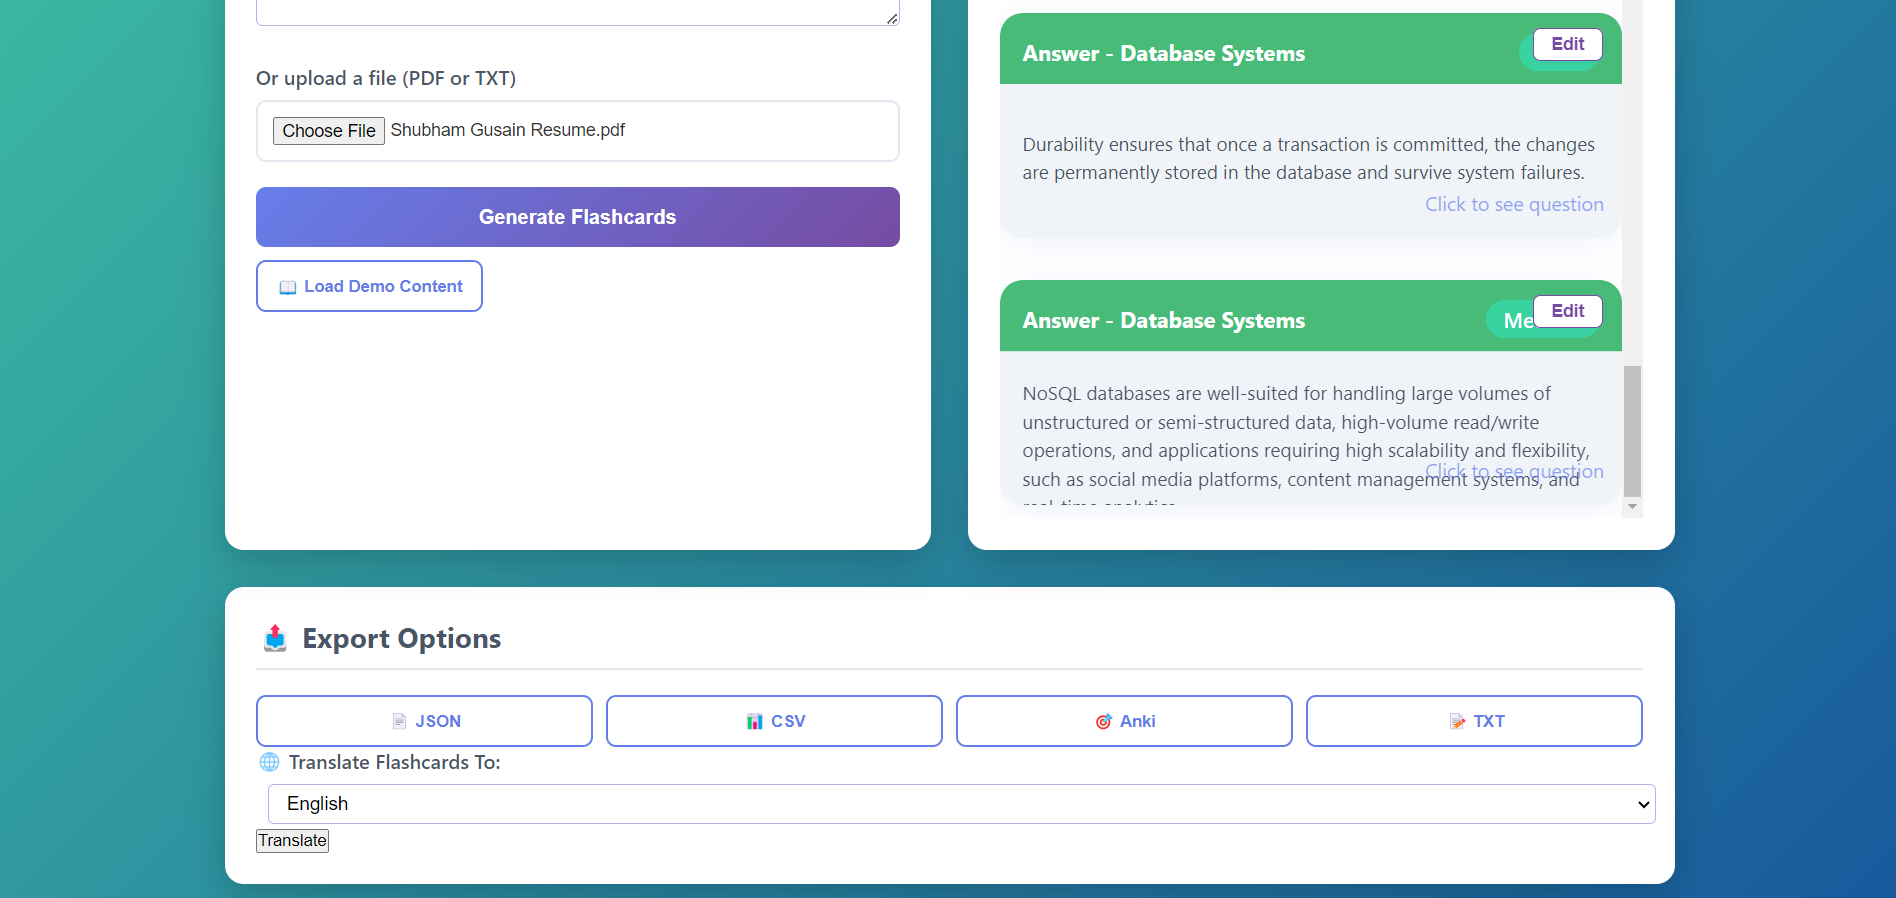 Or upload a file (PDF or TXT)
Choose File Shubham Gusain Resume.pdf
Generate Flashcards
Load Demo Content
Answer - Database Systems
Edit
Durability ensures that once a transaction is committed, the changes
are permanently stored in the database and survive system failures.
Click to see question
Answer - Database Systems
Me
Edit
NoSQL databases are well-suited for handling large volumes of
unstructured or semi-structured data, high-volume read/write
operations, and applications requiring high scalability and flexibility,
such as social media platforms, content management systems, and
Click to see question
Export Options
JSON
CSV
Anki
TXT
Translate Flashcards To:
English
Translate